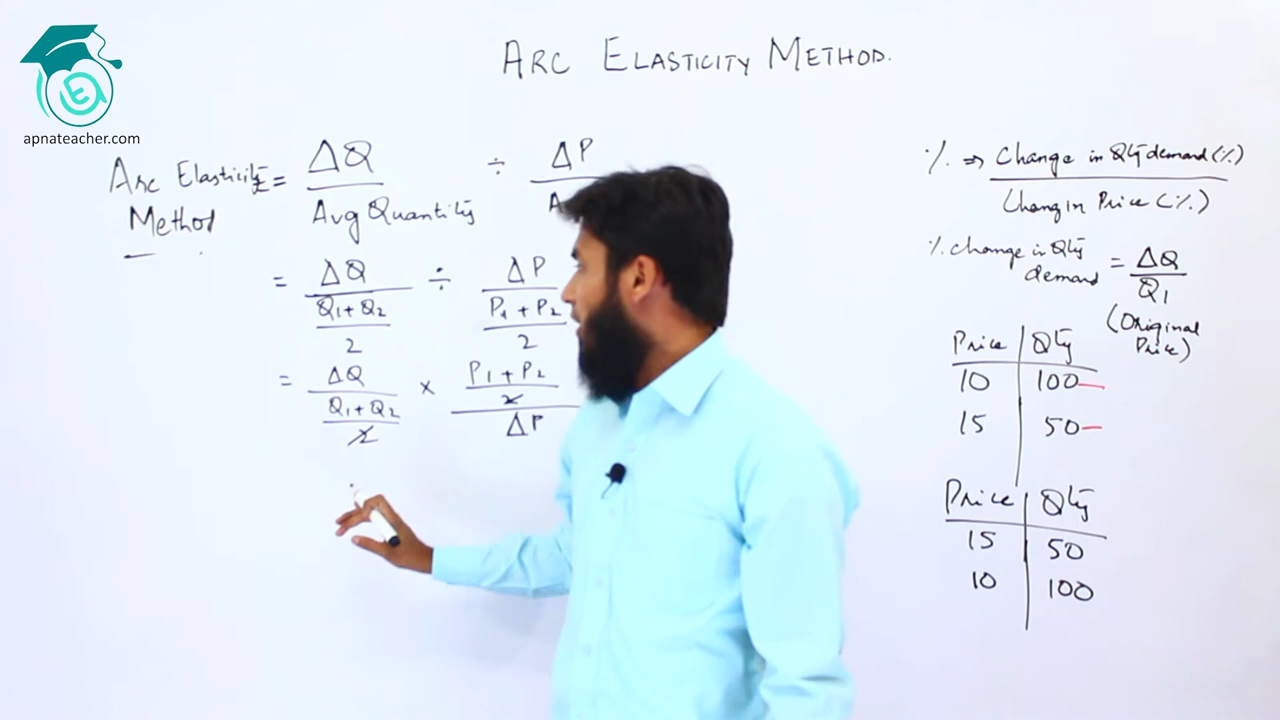 apnateacher.com
ARC ELASTICITY METHOD.
Arc Elasticity = ΔQ ÷ ΔP
Method Avg Quantity A
= ΔQ ÷ ΔP
Q1 + Q2 P1 + P2
2 2
= ΔQ × P1 + P2
Q1 + Q2 2
2 ΔP
% ⇒ Change in Qty demand (%)
Change in Price (%)
% change in Qty demand = ΔQ
Q1
(Original
Price)
Price Qty
10 100
15 50
Price Qty
15 50
10 100